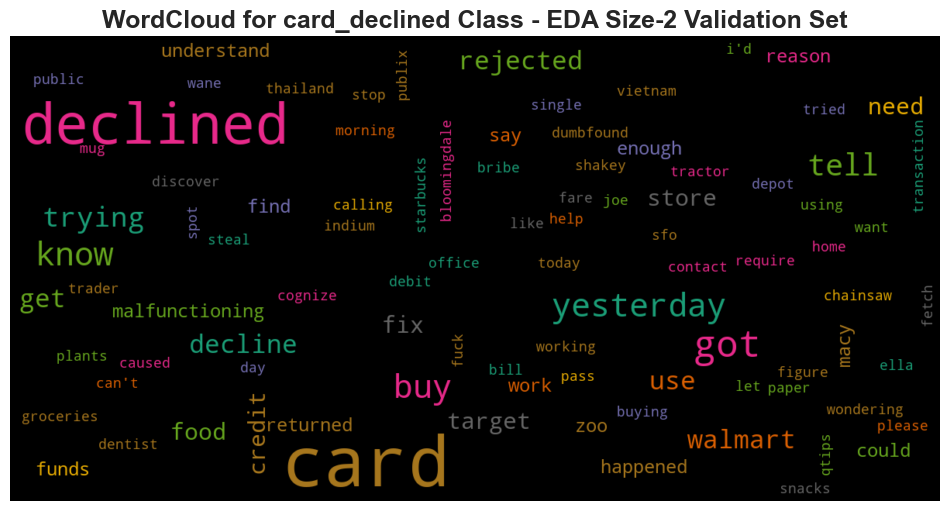 WordCloud for card_declined Class - EDA Size-2 Validation Set
understand
rejected
i'd
reason
public
wane
thailand
stop
publix
vietnam
single
tried
need
declined
morning
say
dumbfound
enough
mug
bloomingdale
transaction
tell
discover
starbucks
bribe
shakey
tractor
depot
trying
spot
find
calling
indium
like
fare
joe
store
using
help
want
steal
sfo
home
know
office
today
contact
require
debit
get
trader
cognize
chainsaw
fetch
malfunctioning
fix
yesterday
decline
fuck
working
got
macy
plants
caused
day
bill
pass
figure
ella
can't
buy
work
use
let
paper
groceries
credit
returned
target
zoo
buying
wondering
please
food
dentist
walmart
qtips
could
funds
card
happened
snacks